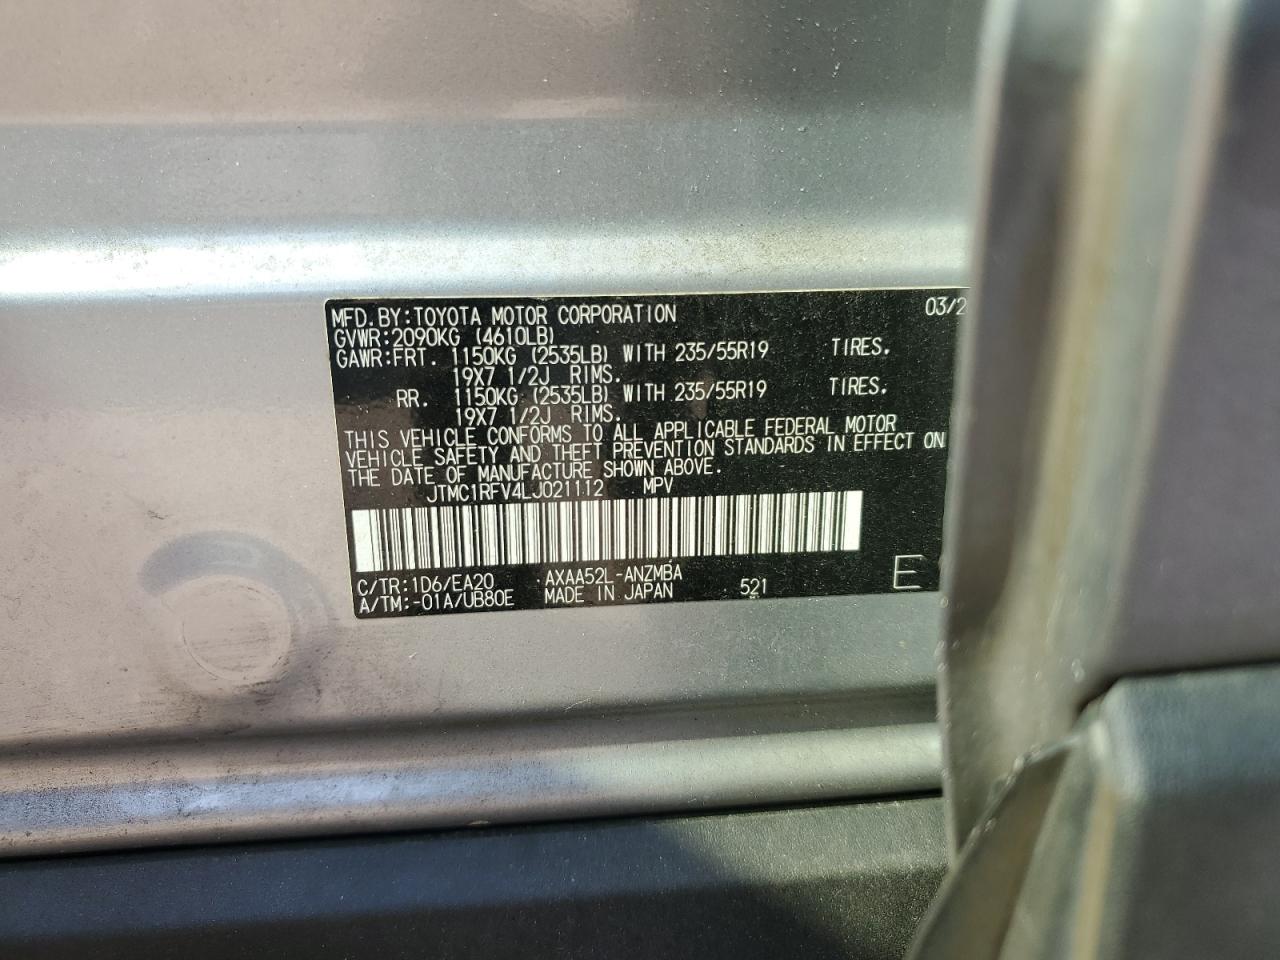 MFD.BY:TOYOTA MOTOR CORPORATION 03/2
GVWR:2090KG (4610LB)
GAWR:FRT. 1150KG (2535LB) WITH 235/55R19 TIRES.
19X7 1/2J RIMS.
RR. 1150KG (2535LB) WITH 235/55R19 TIRES.
19X7 1/2J RIMS.
THIS VEHICLE CONFORMS TO ALL APPLICABLE FEDERAL MOTOR
VEHICLE SAFETY AND THEFT PREVENTION STANDARDS IN EFFECT ON
THE DATE OF MANUFACTURE SHOWN ABOVE.
JTMC1RFV4LJ021112 MPV
C/TR:1D6/EA20 AXAA52L-ANZMBA
A/TM:-01A/UB80E MADE IN JAPAN 521
E